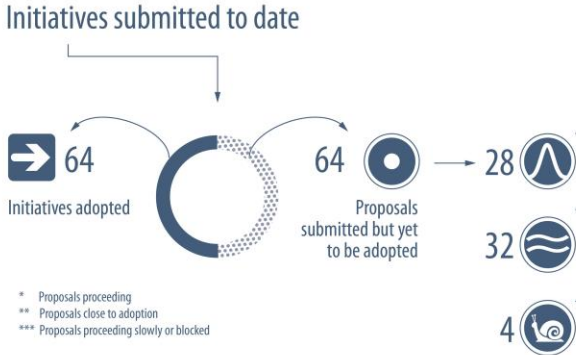 Initiatives submitted to date
64
Initiatives adopted
64
Proposals
submitted but yet
to be adopted
28
32
4
* Proposals proceeding
** Proposals close to adoption
*** Proposals proceeding slowly or blocked